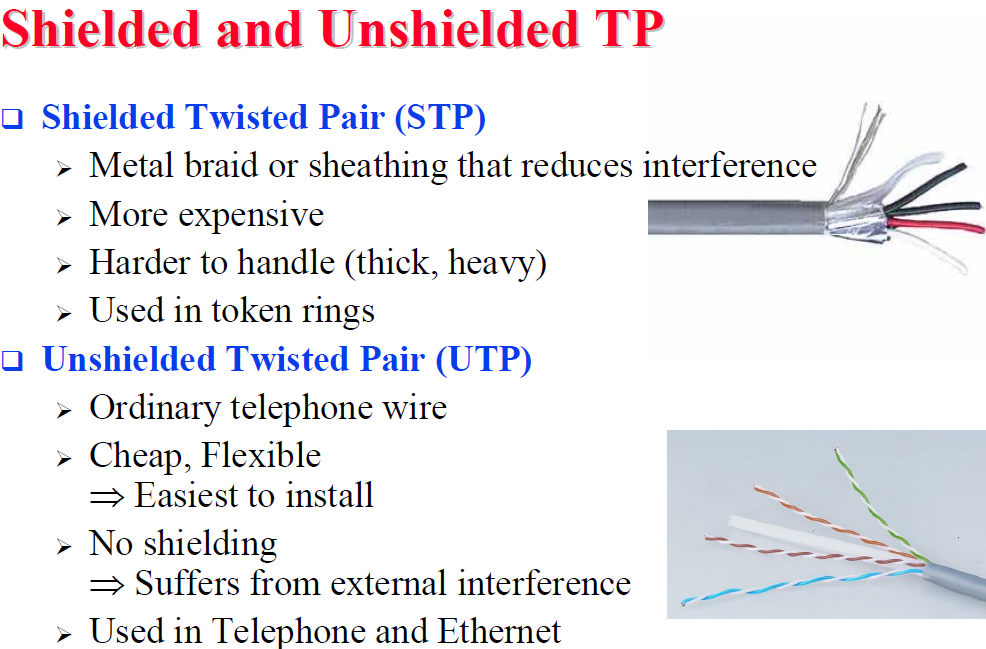 Shielded and Unshielded TP
❑ Shielded Twisted Pair (STP)
➢ Metal braid or sheathing that reduces interference
➢ More expensive
➢ Harder to handle (thick, heavy)
➢ Used in token rings
❑ Unshielded Twisted Pair (UTP)
➢ Ordinary telephone wire
➢ Cheap, Flexible
⇒ Easiest to install
➢ No shielding
⇒ Suffers from external interference
➢ Used in Telephone and Ethernet